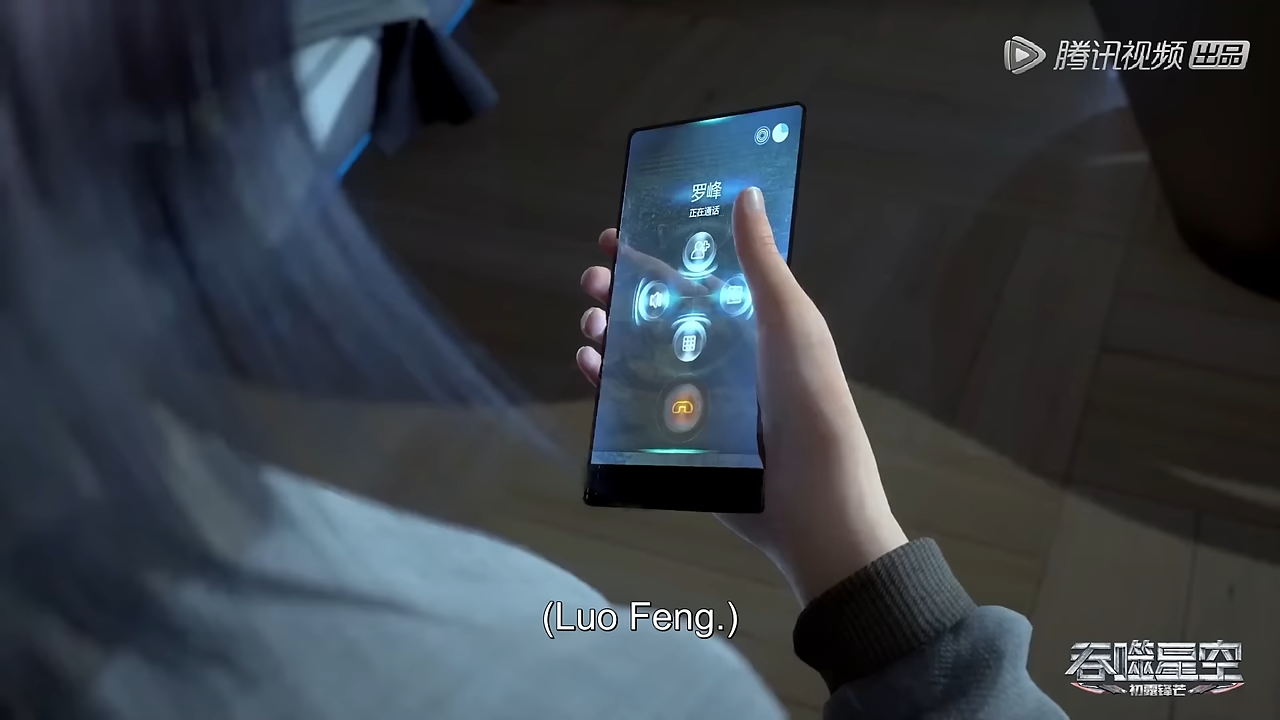 腾讯视频 出品
罗峰
正在通话
(Luo Feng.)
吞噬星空
初露锋芒